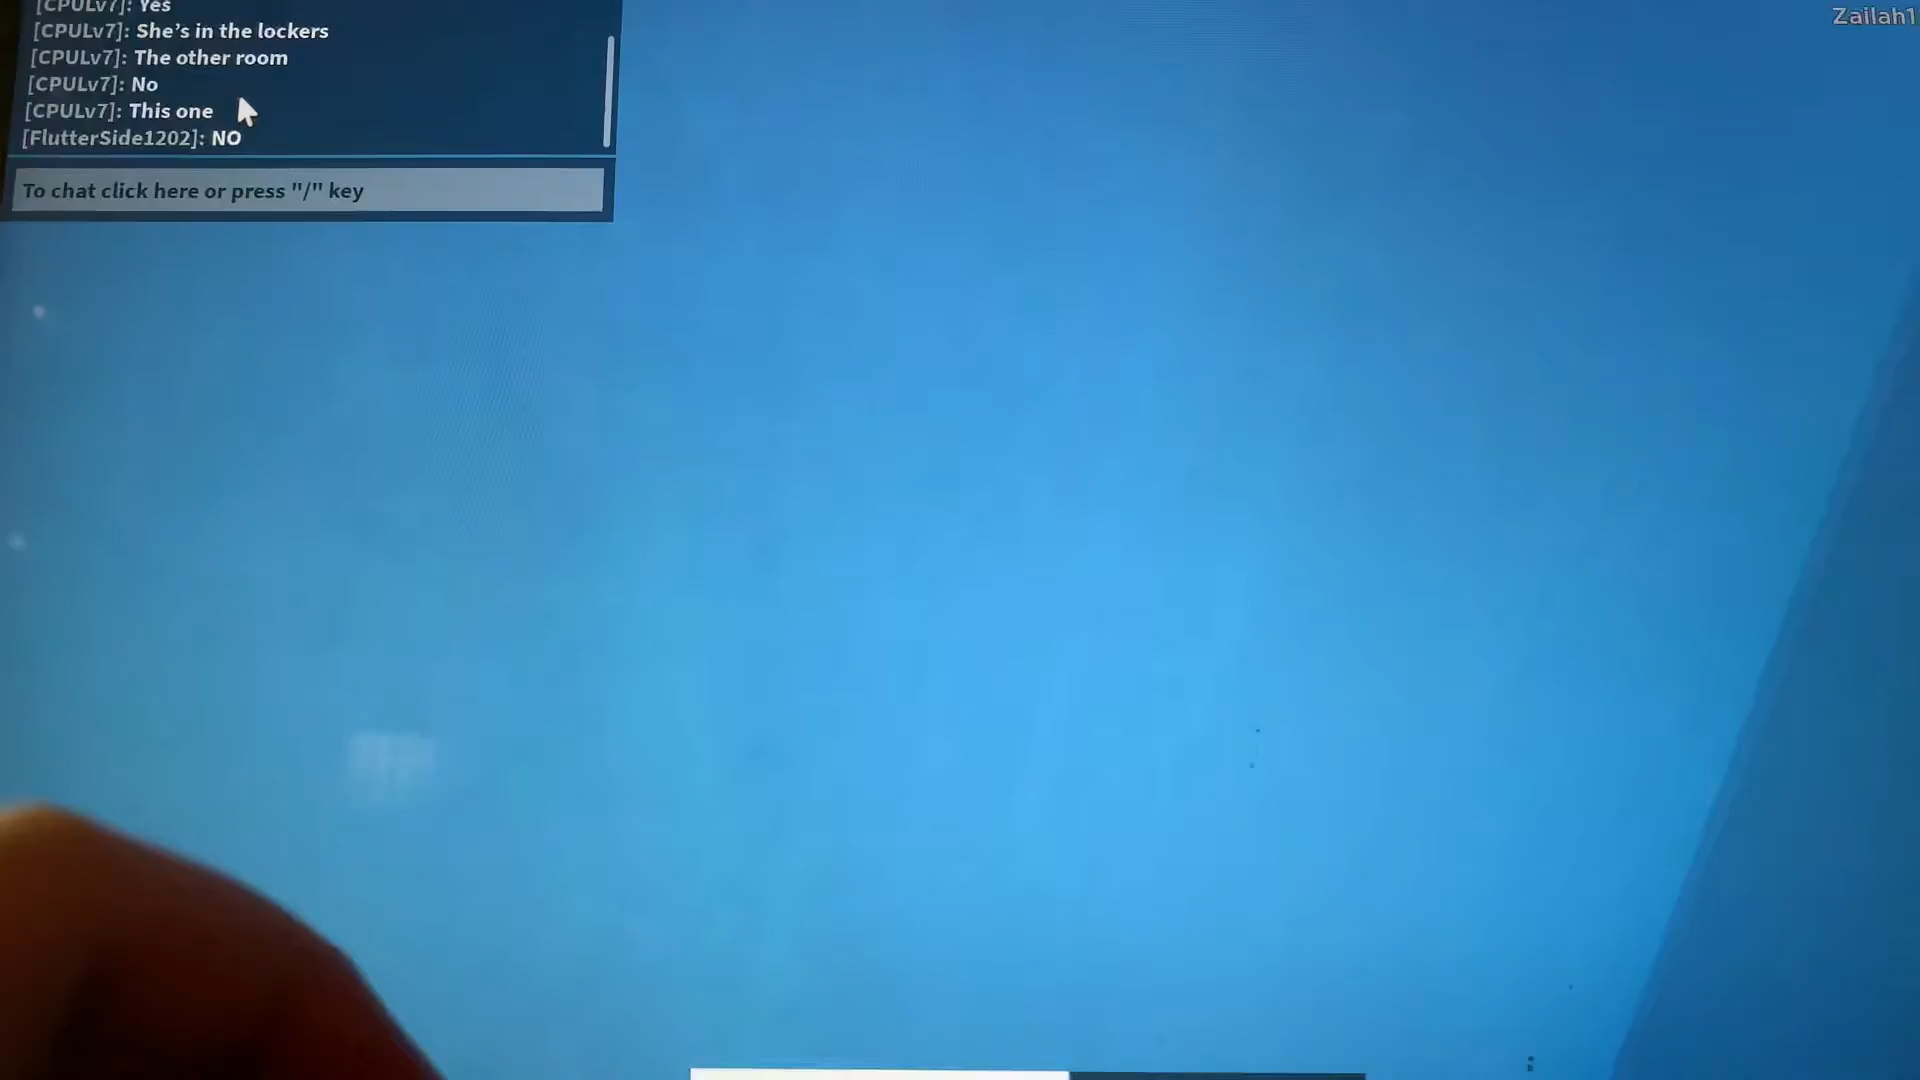 [CPULv7]: Yes
[CPULv7]: She's in the lockers
[CPULv7]: The other room
[CPULv7]: No
[CPULv7]: This one
[FlutterSide1202]: NO
To chat click here or press "/" key
Zailah1